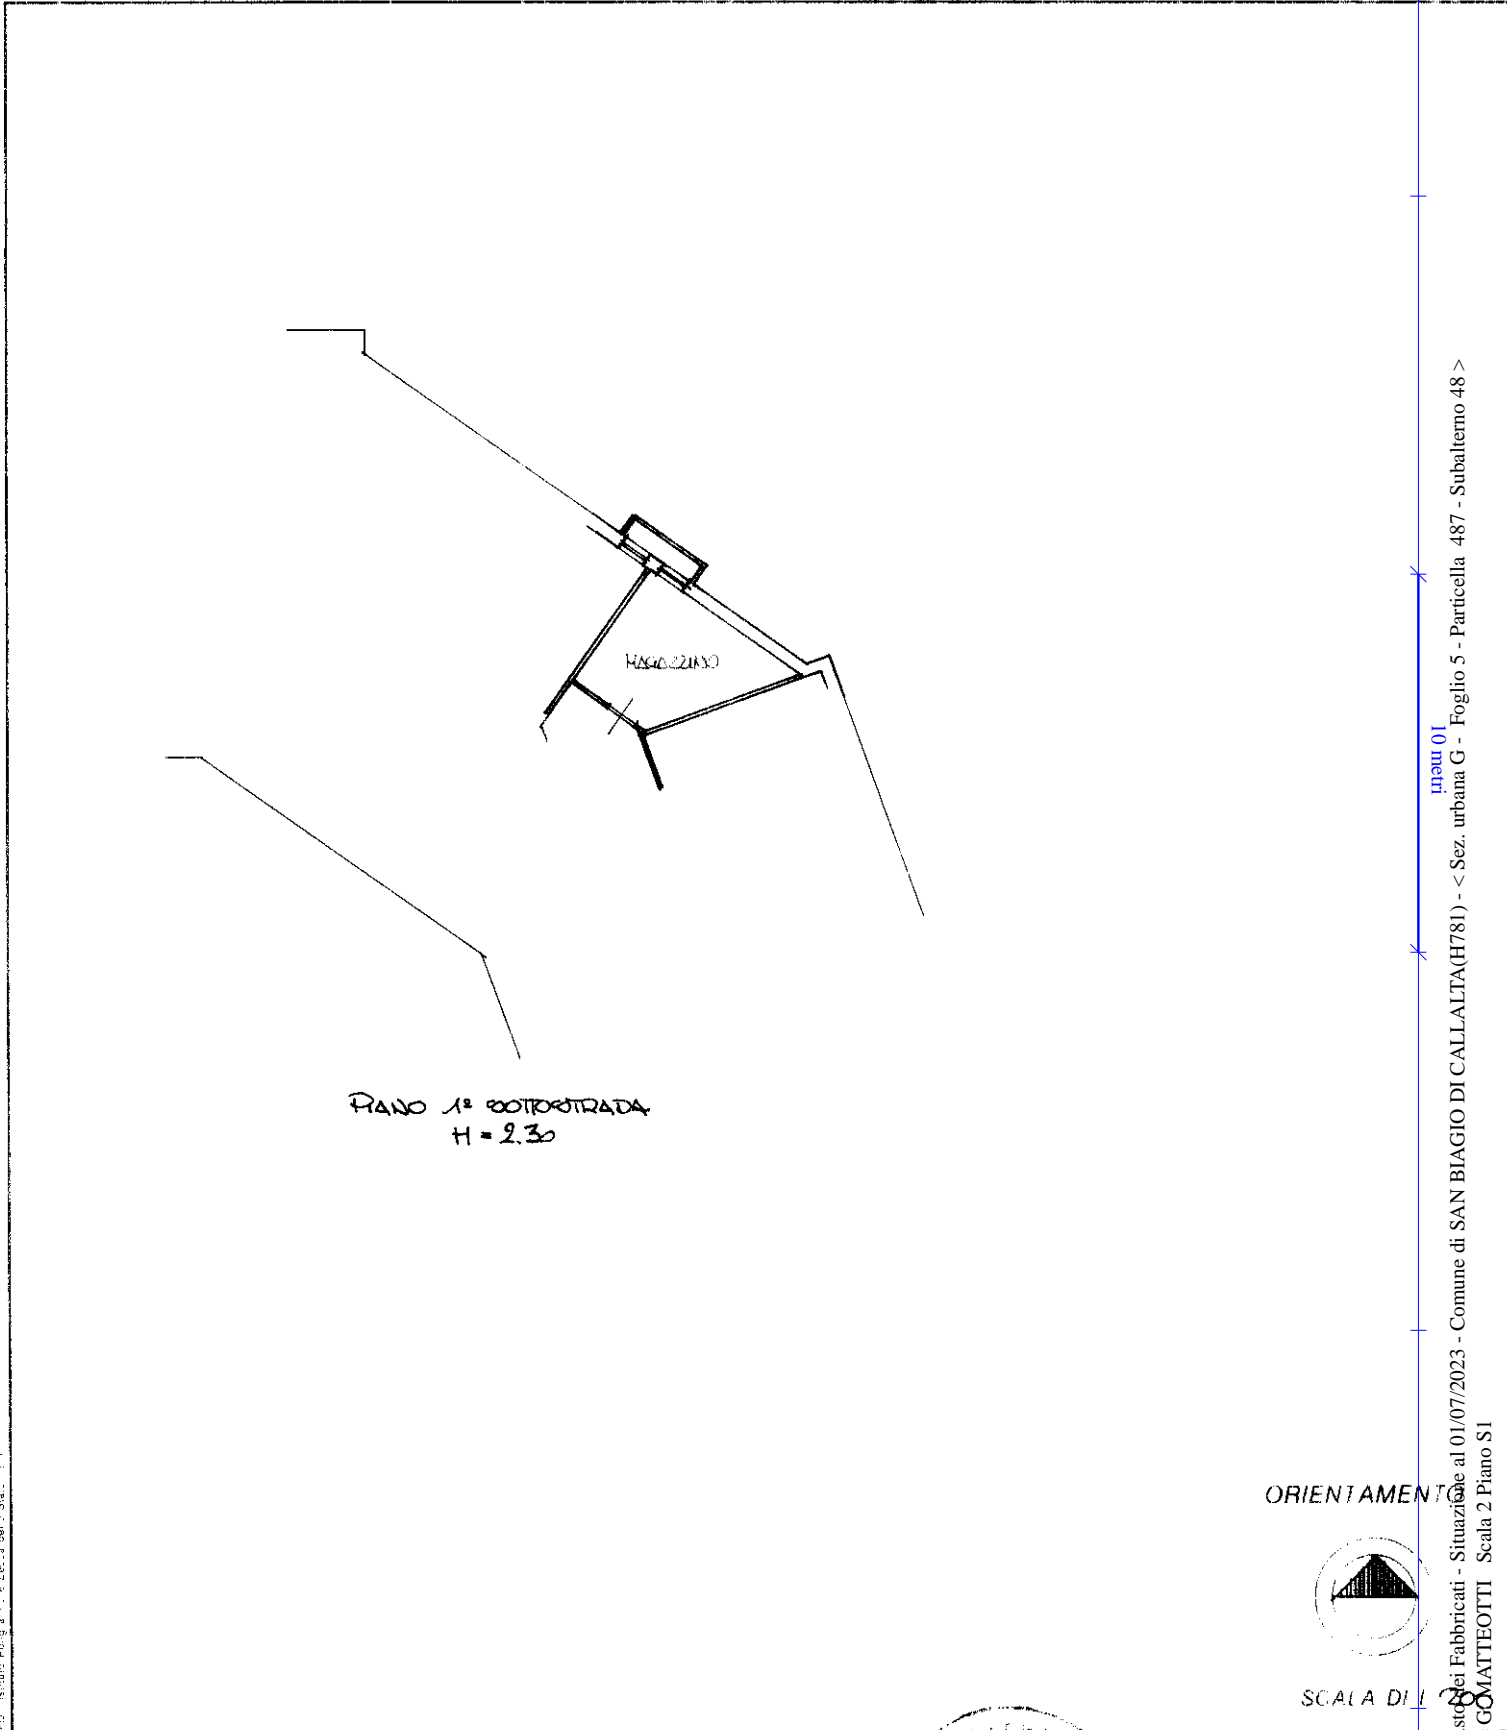 MAGAZZINO
PIANO 1º SOTTOSTRADA
H = 2.30
10 metri
ORIENTAMENTO
SCALA DI 1 200
dei Fabbricati - Situazione al 01/07/2023 - Comune di SAN BIAGIO DI CALLALTA(H781) - < Sez. urbana G - Foglio 5 - Particella 487 - Subalterno 48 >
MATTEOTTI Scala 2 Piano S1